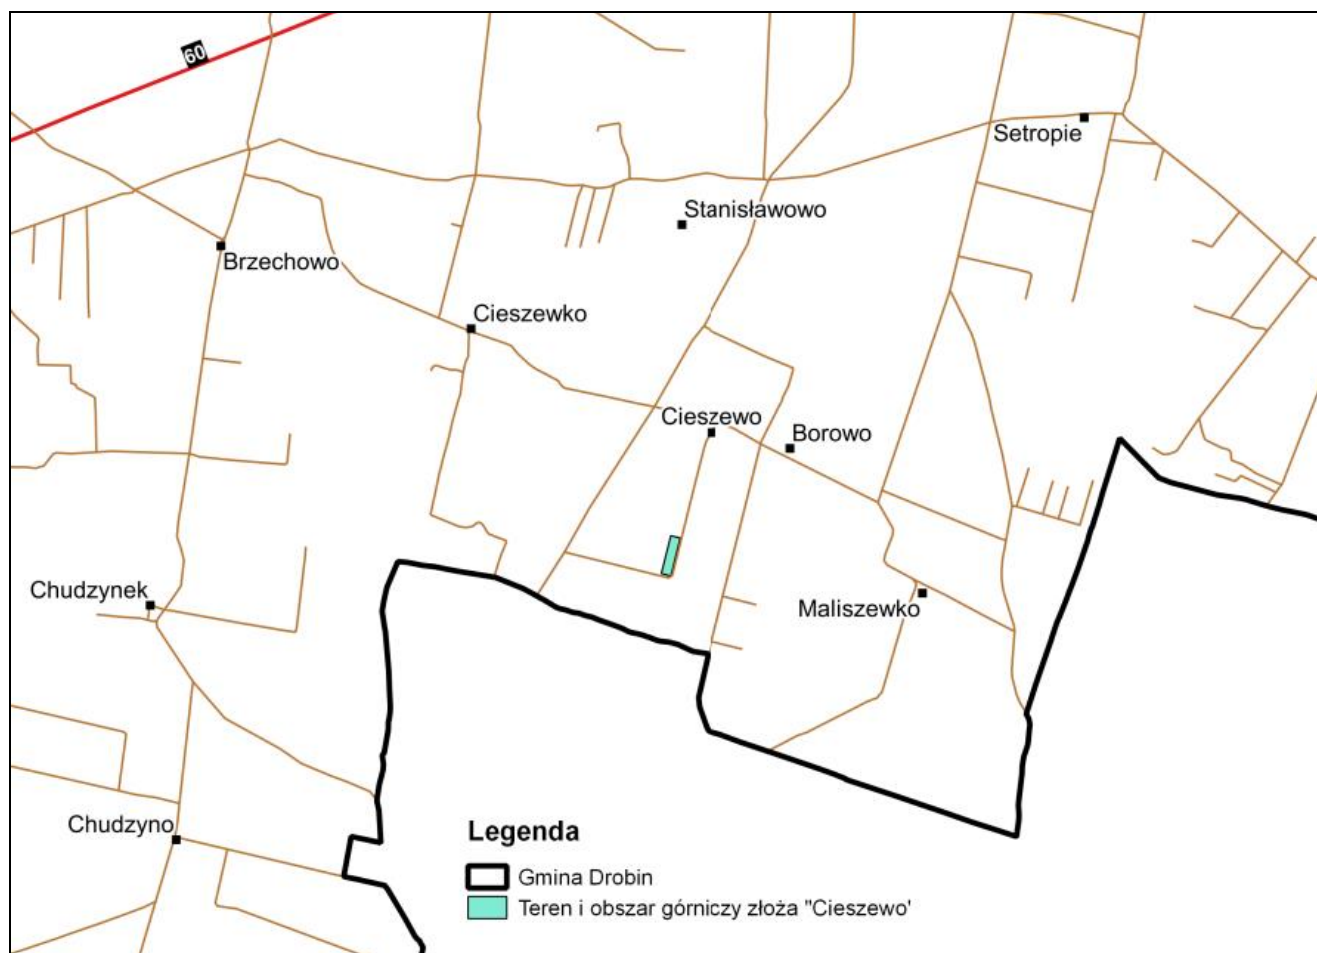 60
Setropie
Stanisławowo
Brzechowo
Cieszewko
Cieszewo
Borowo
Chudzynek
Maliszewko
Chudzyno
Legenda
Gmina Drobin
Teren i obszar górniczy złoża "Cieszewo'